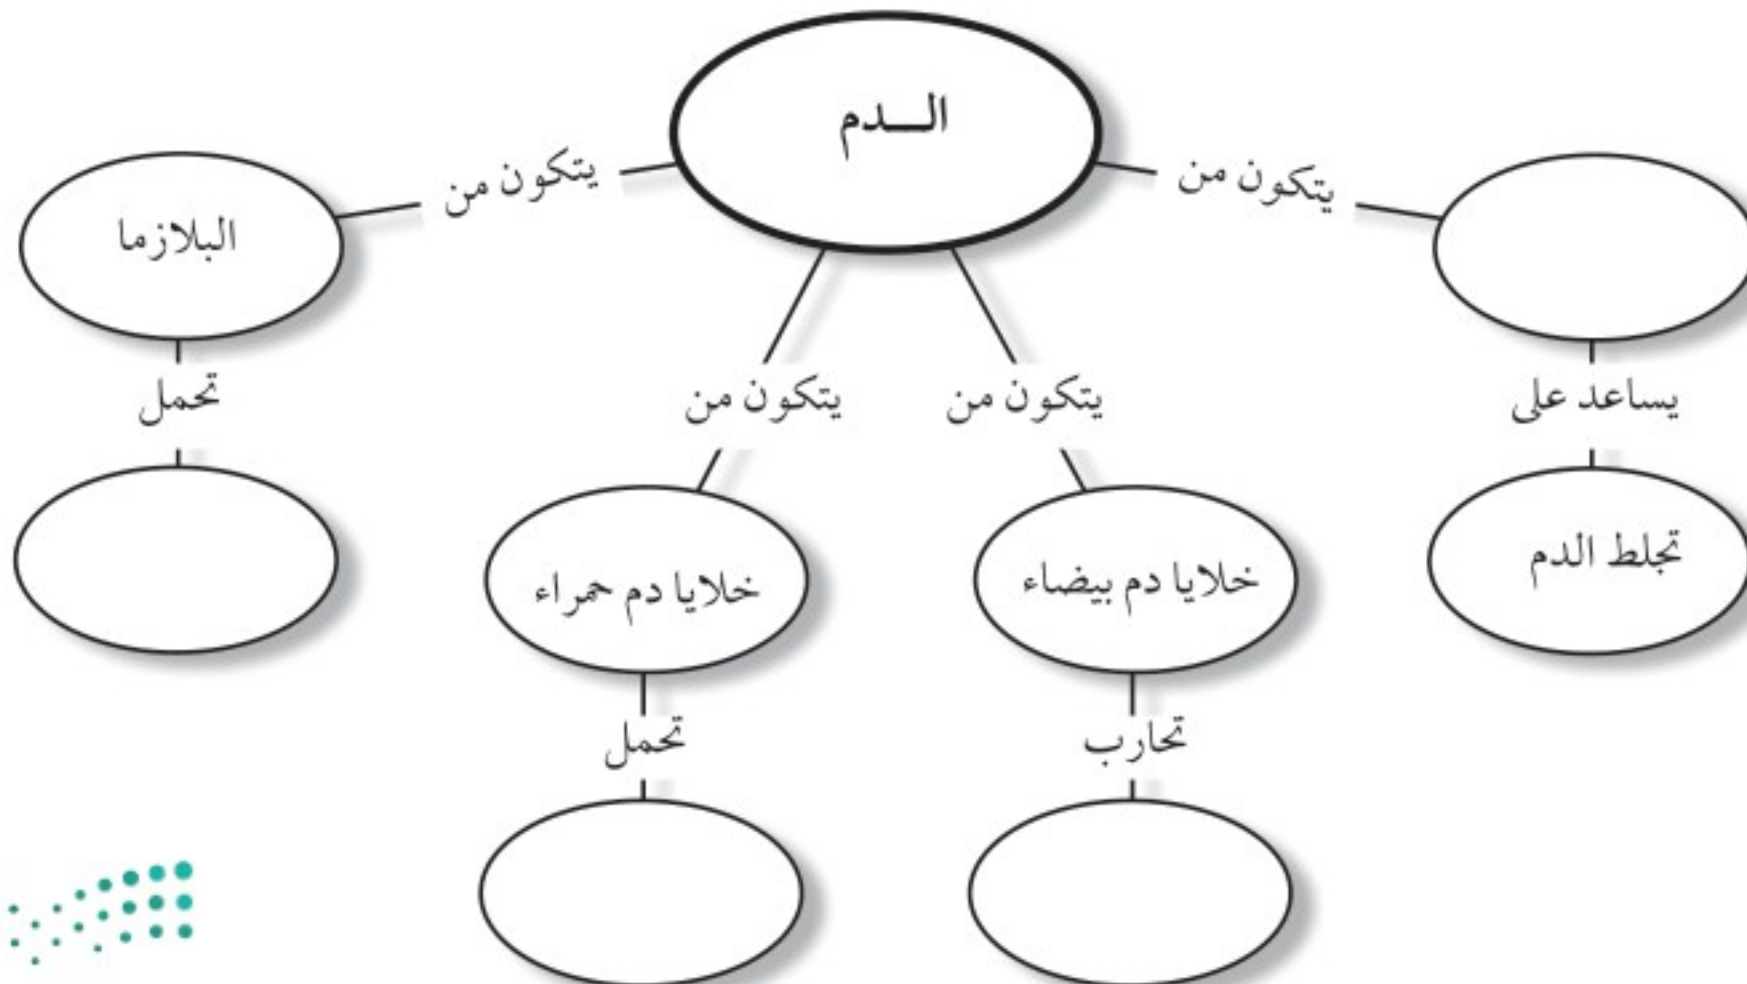 الـــدم
يتكون من
يتكون من
البلازما
يتكون من
يتكون من
يساعد على
تحمل
تجلط الدم
خلايا دم بيضاء
خلايا دم حمراء
تحارب
تحمل